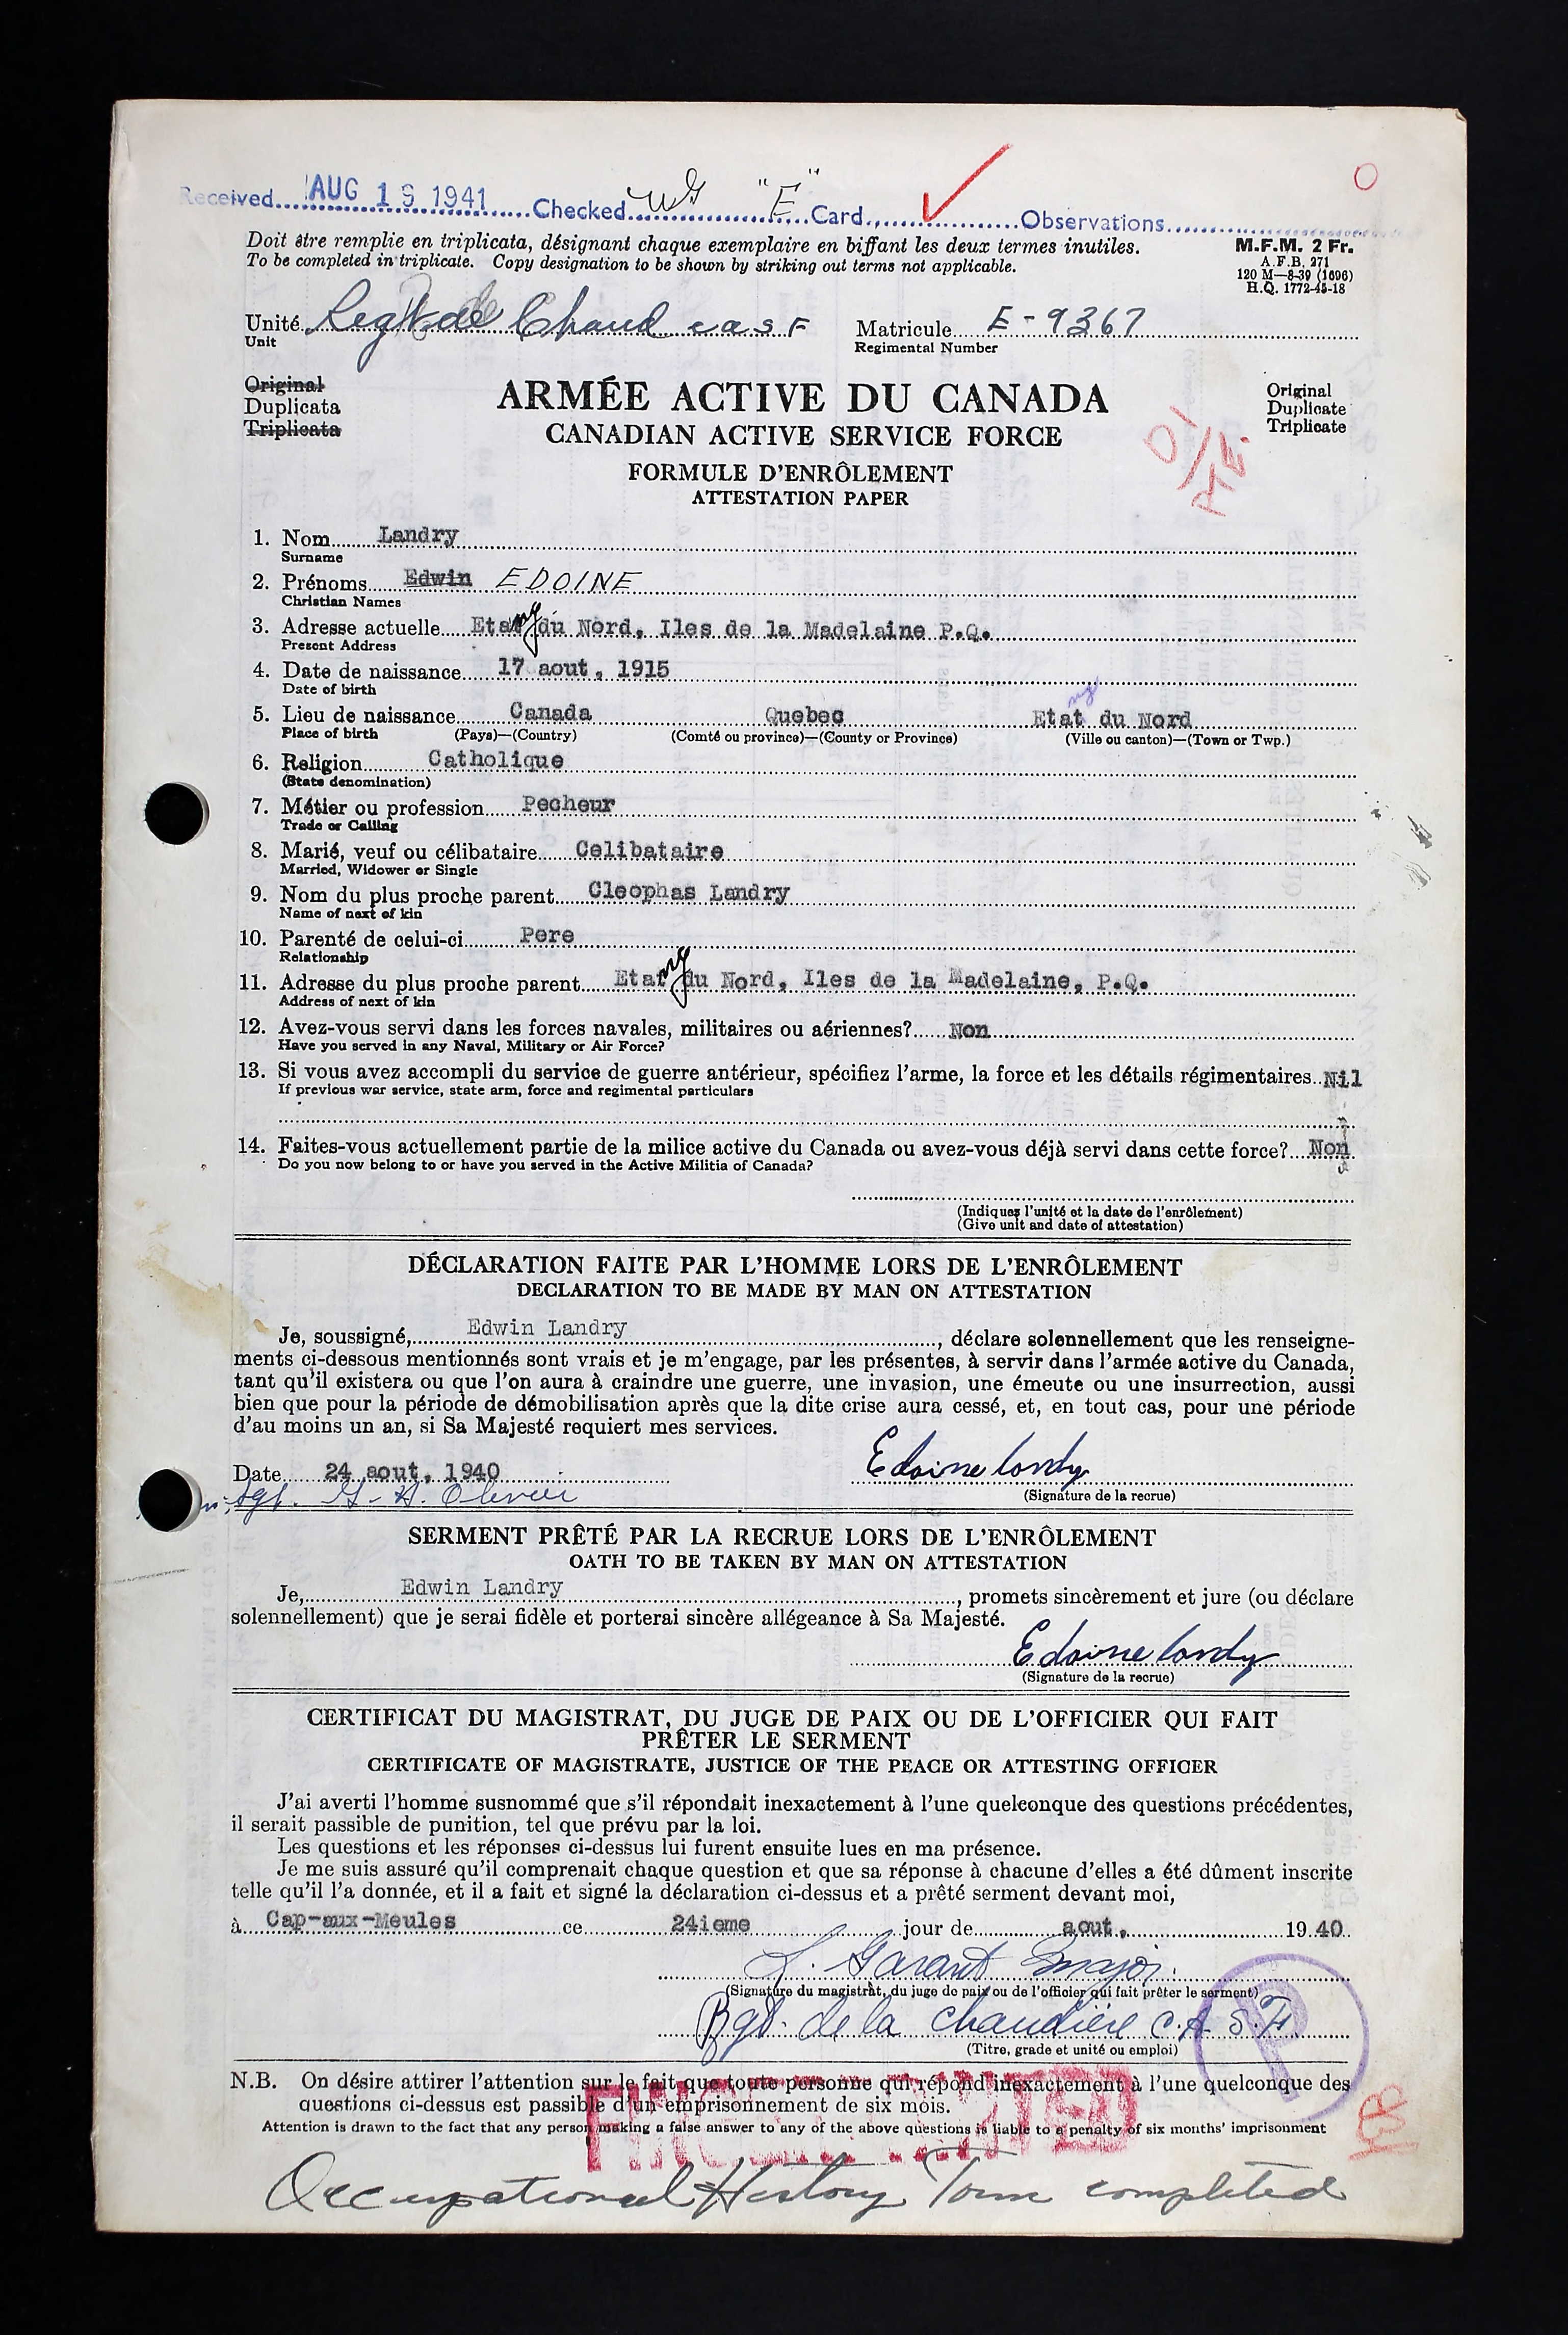 Received AUG 19 1941 Checked "E" Card Observations
Doit être remplie en triplicata, désignant chaque exemplaire en biffant les deux termes inutiles.
To be completed in triplicate. Copy designation to be shown by striking out terms not applicable.
M.F.M. 2 Fr.
A.F.B. 271
120 M—8-39 (1696)
H.Q. 1772-45-18
Unité Regt de Chaud c a s F Matricule E-9367
Unit Regimental Number
Original
Duplicata
Triplicata
ARMÉE ACTIVE DU CANADA
CANADIAN ACTIVE SERVICE FORCE
Original
Duplicate
Triplicate
FORMULE D'ENRÔLEMENT
ATTESTATION PAPER
1. Nom Landry
Surname
2. Prénoms Edwin EDOINE
Christian Names
3. Adresse actuelle Etang du Nord, Iles de la Madelaine P.Q.
Present Address
4. Date de naissance 17 aout, 1915
Date of birth
5. Lieu de naissance Canada Quebec Etat ng du Nord
Place of birth (Pays)—(Country) (Comté ou province)—(County or Province) (Ville ou canton)—(Town or Twp.)
6. Religion Catholique
(State denomination)
7. Métier ou profession Pecheur
Trade or Calling
8. Marié, veuf ou célibataire Celibataire
Married, Widower or Single
9. Nom du plus proche parent Cleophas Landry
Name of next of kin
10. Parenté de celui-ci Pere
Relationship
11. Adresse du plus proche parent Etang du Nord, Iles de la Madelaine, P.Q.
Address of next of kin
12. Avez-vous servi dans les forces navales, militaires ou aériennes? Non
Have you served in any Naval, Military or Air Force?
13. Si vous avez accompli du service de guerre antérieur, spécifiez l'arme, la force et les détails régimentaires Nil
If previous war service, state arm, force and regimental particulars
14. Faites-vous actuellement partie de la milice active du Canada ou avez-vous déjà servi dans cette force? Non
Do you now belong to or have you served in the Active Militia of Canada?
(Indiquez l'unité et la date de l'enrôlement)
(Give unit and date of attestation)
DÉCLARATION FAITE PAR L'HOMME LORS DE L'ENRÔLEMENT
DECLARATION TO BE MADE BY MAN ON ATTESTATION
Je, soussigné, Edwin Landry, déclare solennellement que les renseigne-
ments ci-dessous mentionnés sont vrais et je m'engage, par les présentes, à servir dans l'armée active du Canada,
tant qu'il existera ou que l'on aura à craindre une guerre, une invasion, une émeute ou une insurrection, aussi
bien que pour la période de démobilisation après que la dite crise aura cessé, et, en tout cas, pour une période
d'au moins un an, si Sa Majesté requiert mes services.
Date 24 aout, 1940 Edoine Londy
Sgt. (Signature de la recrue)
SERMENT PRÊTÉ PAR LA RECRUE LORS DE L'ENRÔLEMENT
OATH TO BE TAKEN BY MAN ON ATTESTATION
Je, Edwin Landry, promets sincèrement et jure (ou déclare
solennellement) que je serai fidèle et porterai sincère allégeance à Sa Majesté.
Edoine Londy
(Signature de la recrue)
CERTIFICAT DU MAGISTRAT, DU JUGE DE PAIX OU DE L'OFFICIER QUI FAIT
PRÊTER LE SERMENT
CERTIFICATE OF MAGISTRATE, JUSTICE OF THE PEACE OR ATTESTING OFFICER
J'ai averti l'homme susnommé que s'il répondait inexactement à l'une quelconque des questions précédentes,
il serait passible de punition, tel que prévu par la loi.
Les questions et les réponses ci-dessus lui furent ensuite lues en ma présence.
Je me suis assuré qu'il comprenait chaque question et que sa réponse à chacune d'elles a été dûment inscrite
telle qu'il l'a donnée, et il a fait et signé la déclaration ci-dessus et a prêté serment devant moi,
à Cap-aux-Meules ce 24ieme jour de aout, 1940
L. Garant major
(Signature du magistrat, du juge de paix ou de l'officier qui fait prêter le serment)
Rgt. de la Chaudière C.A.S.F.
(Titre, grade et unité ou emploi)
P
N.B. On désire attirer l'attention sur le fait que toute personne qui répond inexactement à l'une quelconque des
questions ci-dessus est passible d'un emprisonnement de six mois.
Attention is drawn to the fact that any person making a false answer to any of the above questions is liable to a penalty of six months' imprisonment
Occupational History Form completed